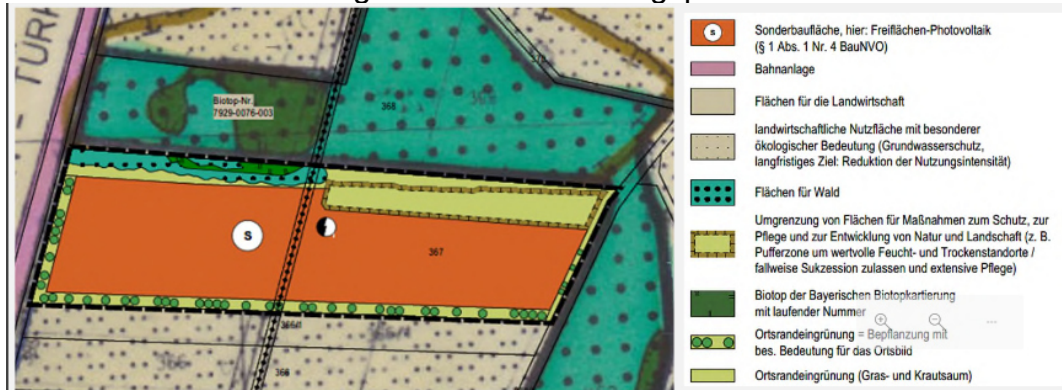 TÜRK
Biotop-Nr.
7929-0076-003
368
S
367
366/1
366
S
Sonderbaufläche, hier: Freiflächen-Photovoltaik
(§ 1 Abs. 1 Nr. 4 BauNVO)
Bahnanlage
Flächen für die Landwirtschaft
landwirtschaftliche Nutzfläche mit besonderer
ökologischer Bedeutung (Grundwasserschutz,
langfristiges Ziel: Reduktion der Nutzungsintensität)
Flächen für Wald
Umgrenzung von Flächen für Maßnahmen zum Schutz, zur
Pflege und zur Entwicklung von Natur und Landschaft (z. B.
Pufferzone um wertvolle Feucht- und Trockenstandorte /
fallweise Sukzession zulassen und extensive Pflege)
Biotop der Bayerischen Biotopkartierung
mit laufender Nummer
Ortsrandeingrünung = Bepflanzung mit
bes. Bedeutung für das Ortsbild
Ortsrandeingrünung (Gras- und Krautsaum)